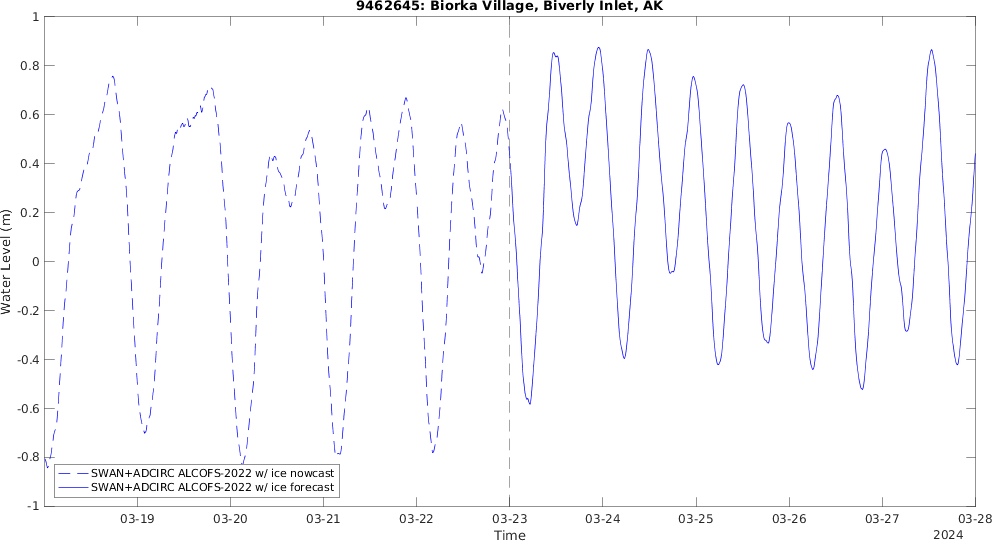 9462645: Biorka Village, Biverly Inlet, AK
1
0.8
0.6
0.4
0.2
0
-0.2
-0.4
-0.6
-0.8
-1
Water Level (m)
SWAN+ADCIRC ALCOFS-2022 w/ ice nowcast
SWAN+ADCIRC ALCOFS-2022 w/ ice forecast
03-19 03-20 03-21 03-22 03-23 03-24 03-25 03-26 03-27 03-28
Time
2024